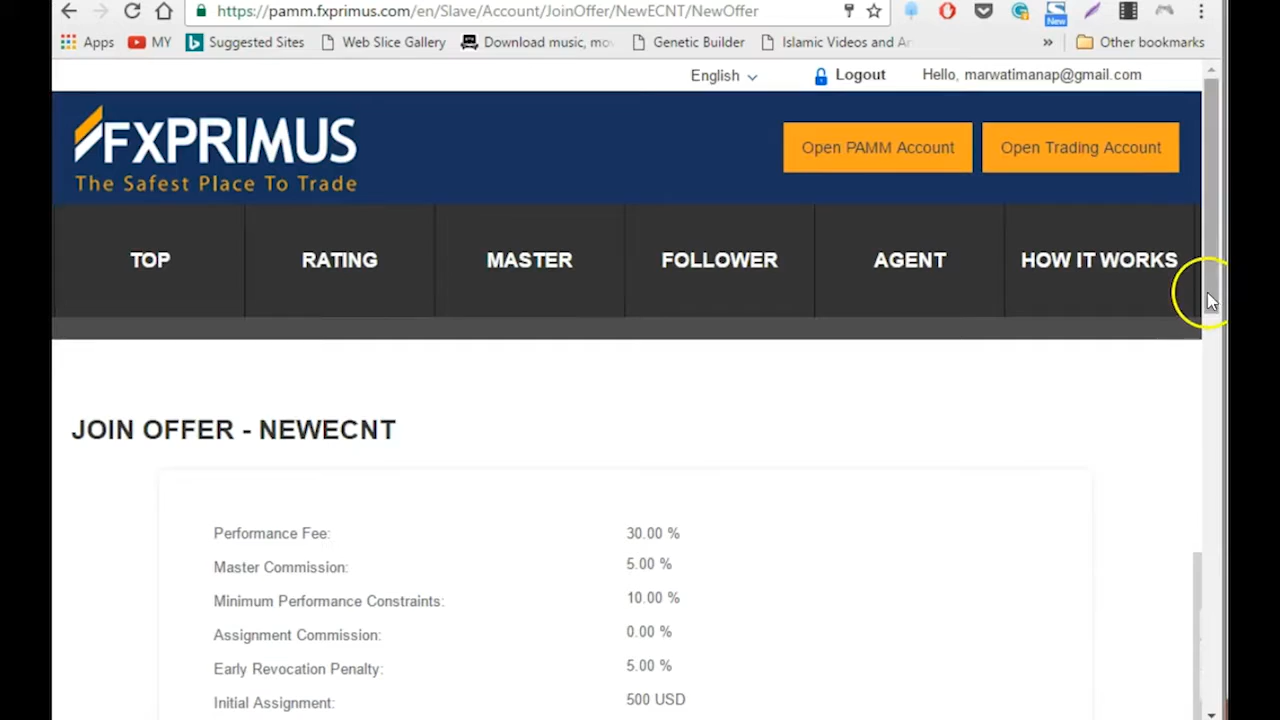 https://pamm.fxprimus.com/en/Slave/Account/JoinOffer/NewECNT/NewOffer
New
Apps MY Suggested Sites Web Slice Gallery Download music, mo Genetic Builder Islamic Videos and A » Other bookmarks
English Logout Hello, marwatimanap@gmail.com
FXPRIMUS
The Safest Place To Trade
Open PAMM Account Open Trading Account
TOP RATING MASTER FOLLOWER AGENT HOW IT WORKS
JOIN OFFER - NEWECNT
Performance Fee: 30.00 %
Master Commission: 5.00 %
Minimum Performance Constraints: 10.00 %
Assignment Commission: 0.00 %
Early Revocation Penalty: 5.00 %
Initial Assignment: 500 USD